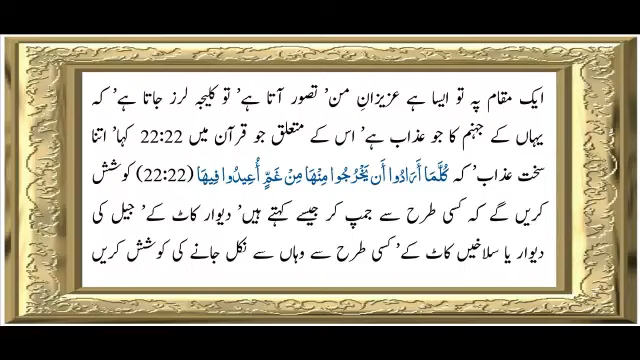 ایک مقام پہ تو ایسا ہے عزیزانِ من’ تصور آتا ہے’ تو کلیجہ لرز جاتا ہے’ کہ
یہاں کے جہنم کا جو عذاب ہے’ اس کے متعلق جو قرآن میں 22:22 کہا’ اتنا
سخت عذاب’ کہ كُلَّمَا أَرَادُوا أَن يَخْرُجُوا مِنْهَا مِنْ غَمٍّ أُعِيدُوا فِيهَا (22:22) کوشش
کریں گے کہ کسی طرح سے جمپ کر جیسے کہتے ہیں’ دیوار کاٹ کے’ جیل کی
دیوار یا سلاخیں کاٹ کے’ کسی طرح سے وہاں سے نکل جانے کی کوشش کریں